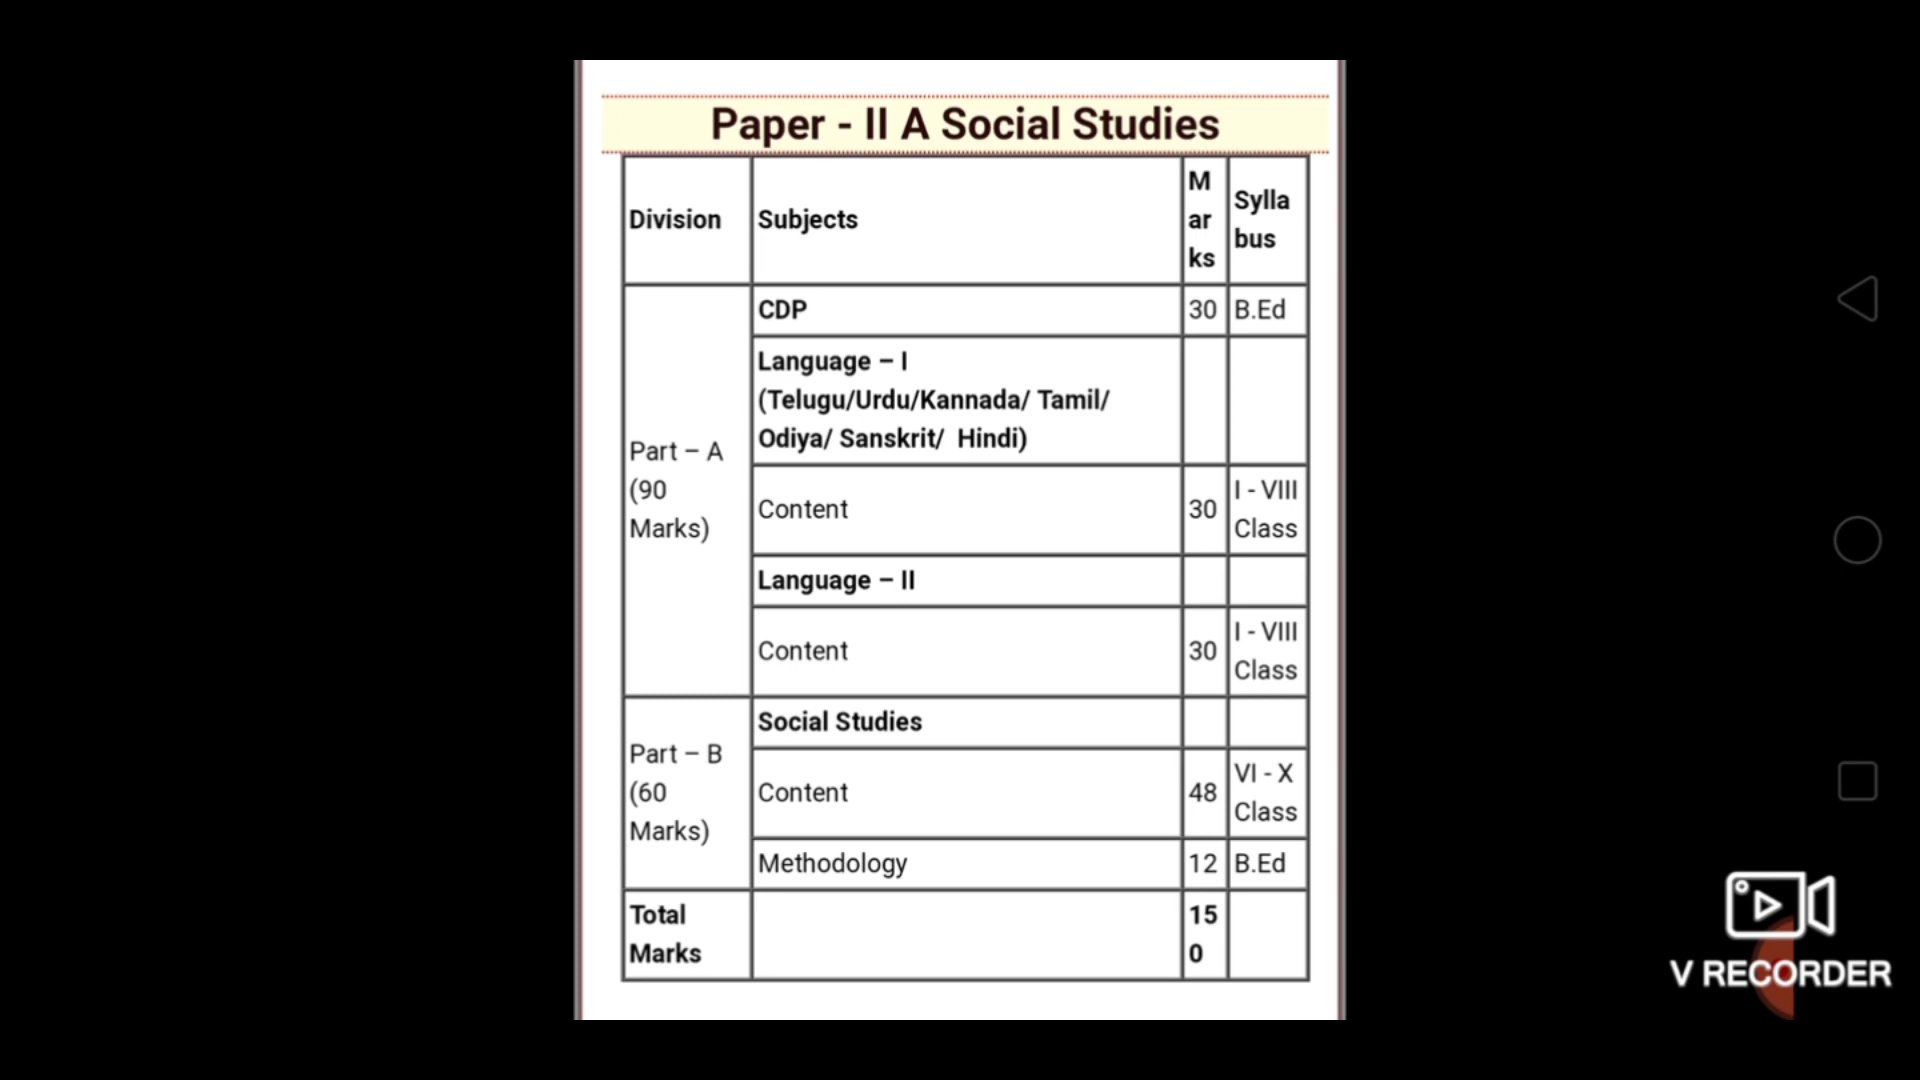 Paper - II A Social Studies
Division
Subjects
M
ar
ks
Sylla
bus
Part – A
(90
Marks)
CDP
30
B.Ed
Language – I
(Telugu/Urdu/Kannada/ Tamil/
Odiya/ Sanskrit/ Hindi)
Content
30
I - VIII
Class
Language – II
Content
30
I - VIII
Class
Part – B
(60
Marks)
Social Studies
Content
48
VI - X
Class
Methodology
12
B.Ed
Total
Marks
15
0
V RECORDER